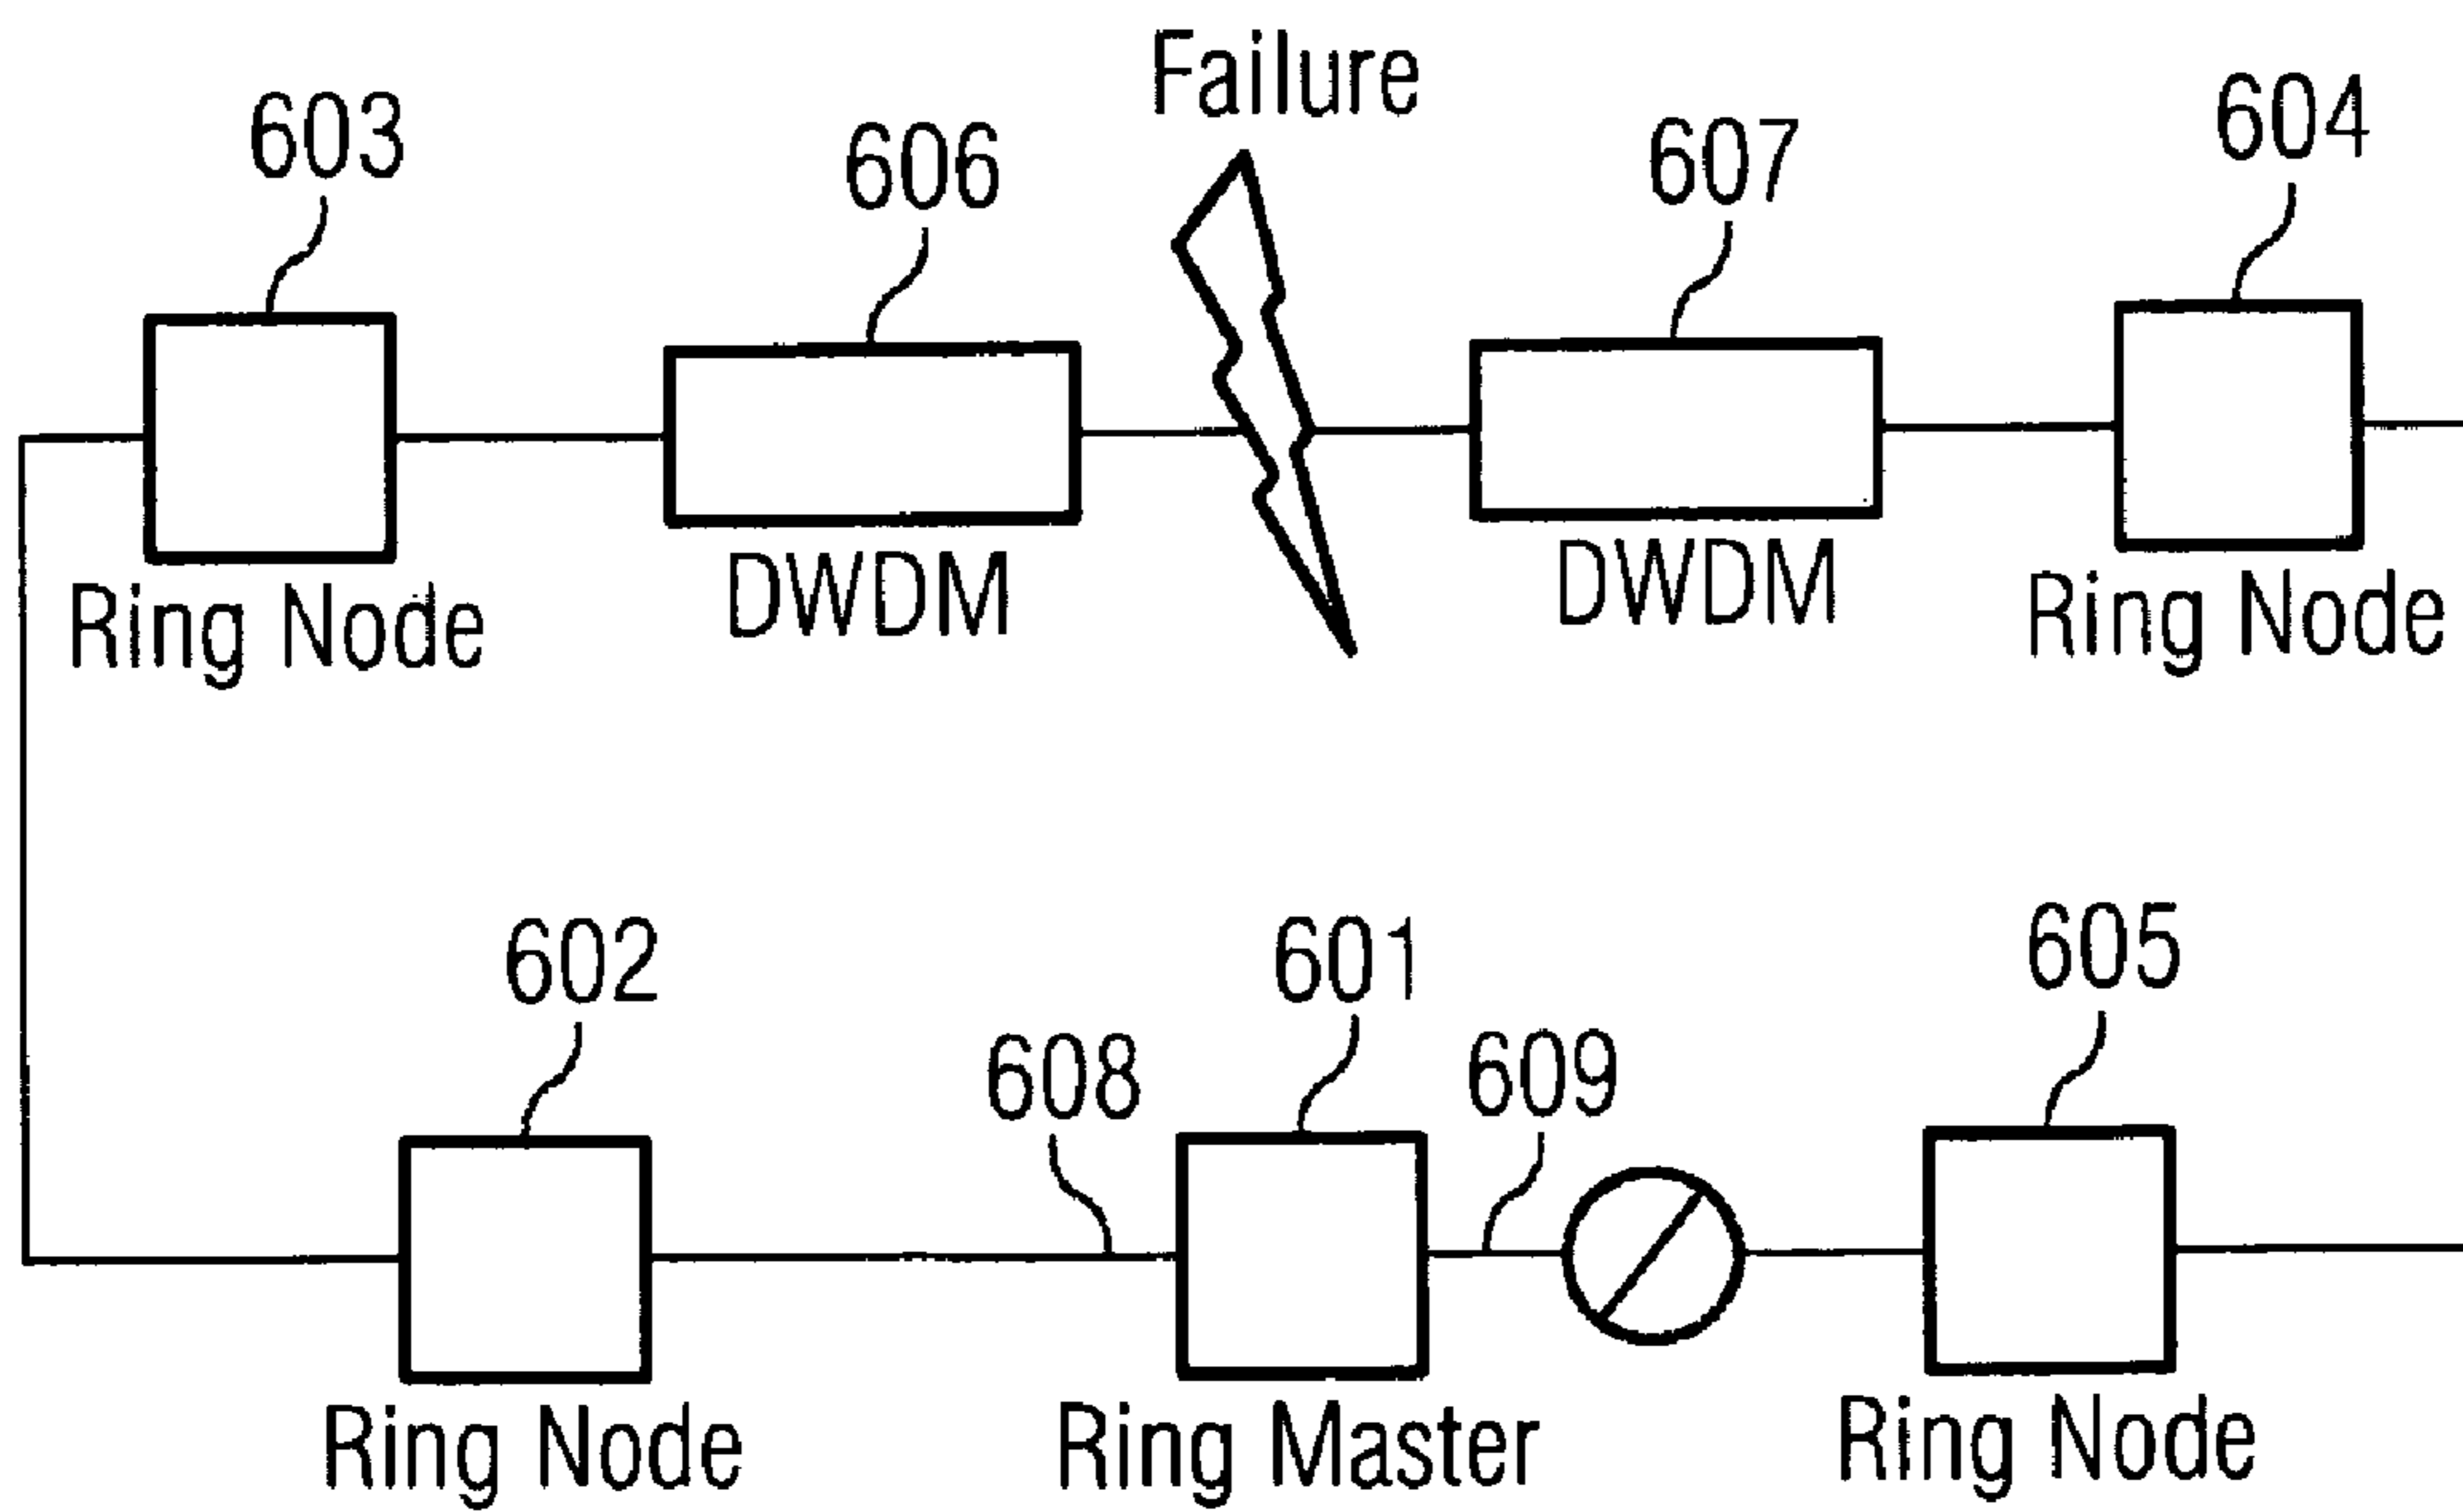 Failure
603
606
607
604
Ring Node
DWDM
DWDM
Ring Node
602
601
605
608
609
Ring Node
Ring Master
Ring Node